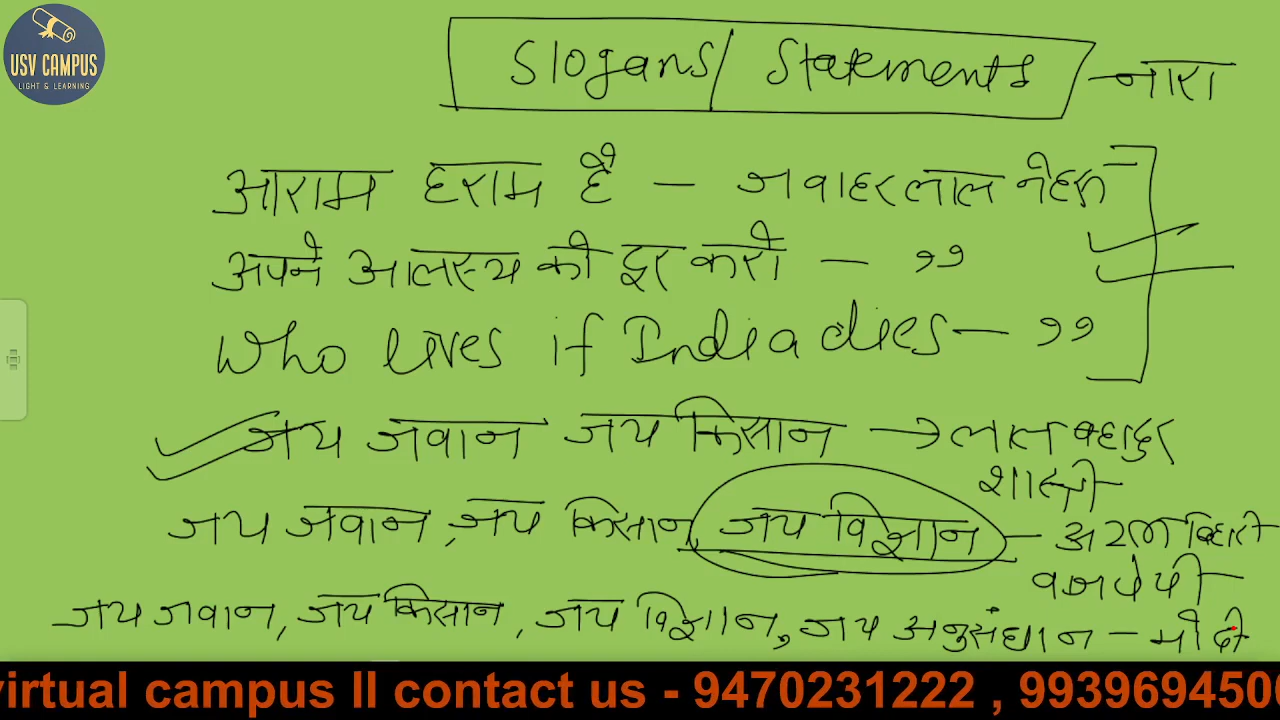 USV CAMPUS
LIGHT & LEARNING
Slogans/ Statements - नारा
आराम हराम है - जवाहरलाल नेहरू
अपने आलस्य को दूर करो - ,,
Who lives if India dies - ,,
जय जवान जय किसान → लाल बहादुर
शास्त्री
जय जवान, जय किसान, जय विज्ञान - अटल बिहारी
वाजपेयी
जय जवान, जय किसान, जय विज्ञान, जय अनुसंधान - मोदी
virtual campus II contact us - 9470231222 , 993969450